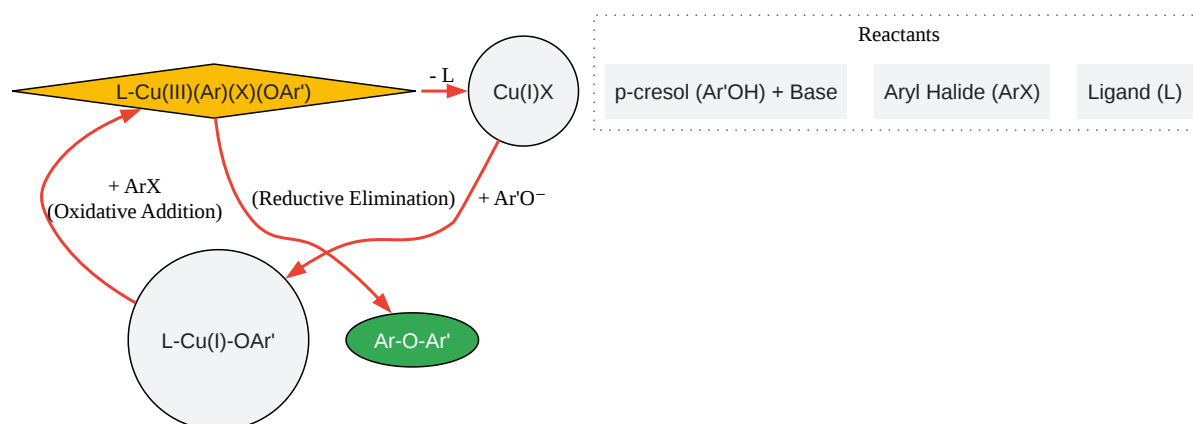 Reactants
p-cresol (Ar'OH) + Base
Aryl Halide (ArX)
Ligand (L)
L-Cu(III)(Ar)(X)(OAr')
- L
Cu(I)X
+ ArX
(Oxidative Addition)
(Reductive Elimination)
+ Ar'O⁻
L-Cu(I)-OAr'
Ar-O-Ar'